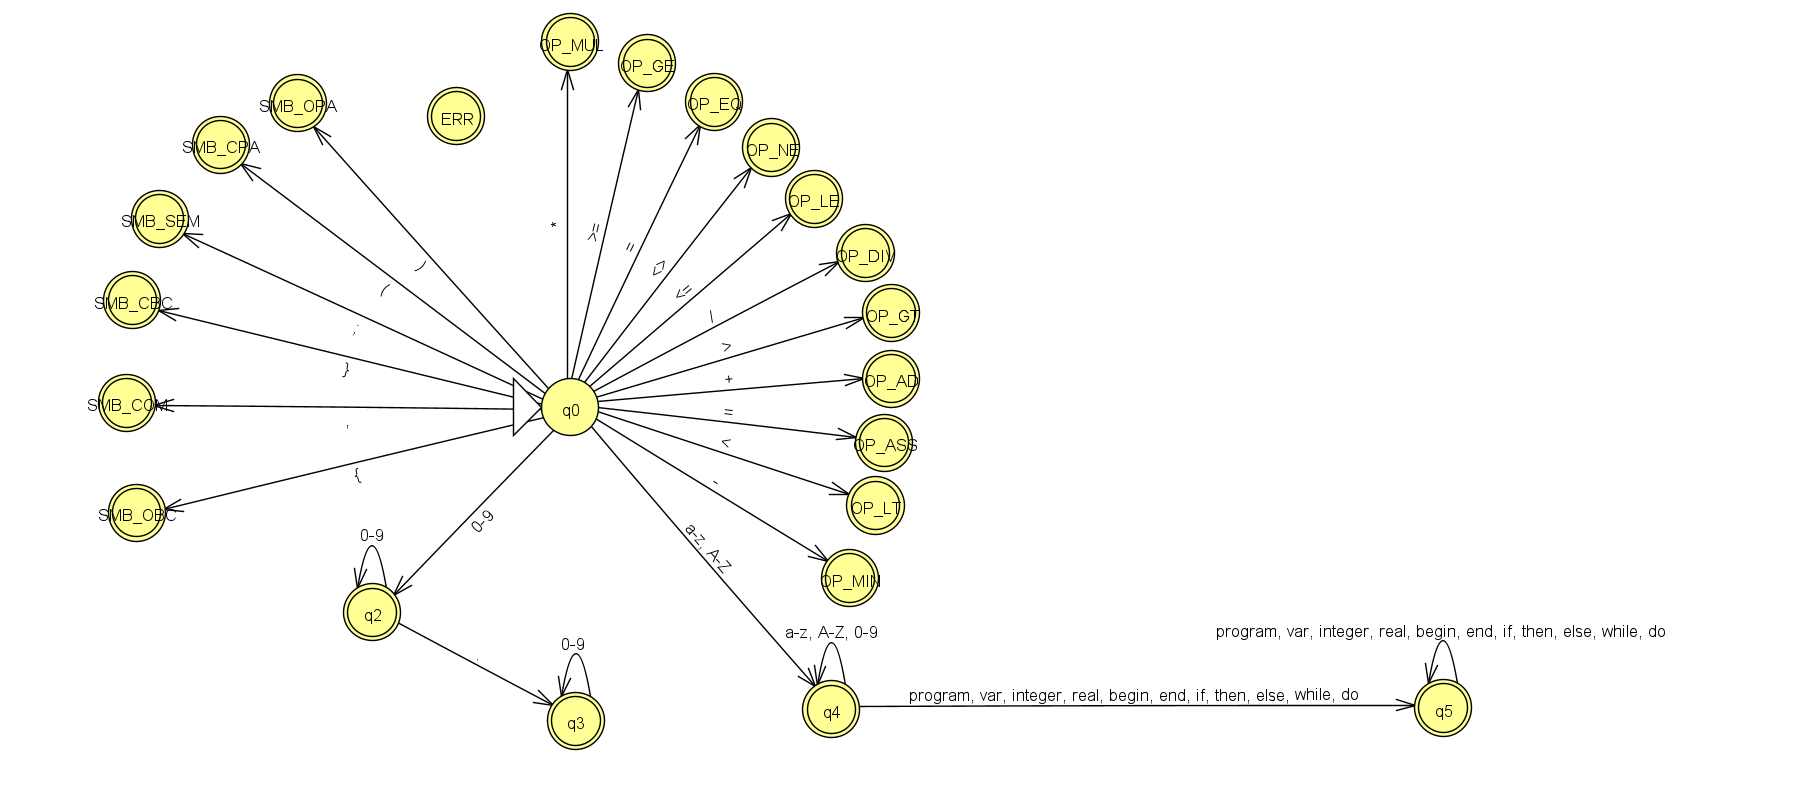 OP_MUL
OP_GE
SMB_OPA
OP_EQ
ERR
SMB_CPA
OP_NE
OP_LE
SMB_SEM
*
>=
=
OP_DIV
)
<>
(
<=
SMB_CBC
OP_GT
/
;
>
}
+
OP_AD
SMB_COM
q0
=
,
<
OP_ASS
{
-
OP_LT
SMB_OBC
0-9
0-9
a-z, A-Z
OP_MIN
q2
a-z, A-Z, 0-9
program, var, integer, real, begin, end, if, then, else, while, do
0-9
.
program, var, integer, real, begin, end, if, then, else, while, do
q3
q4
q5